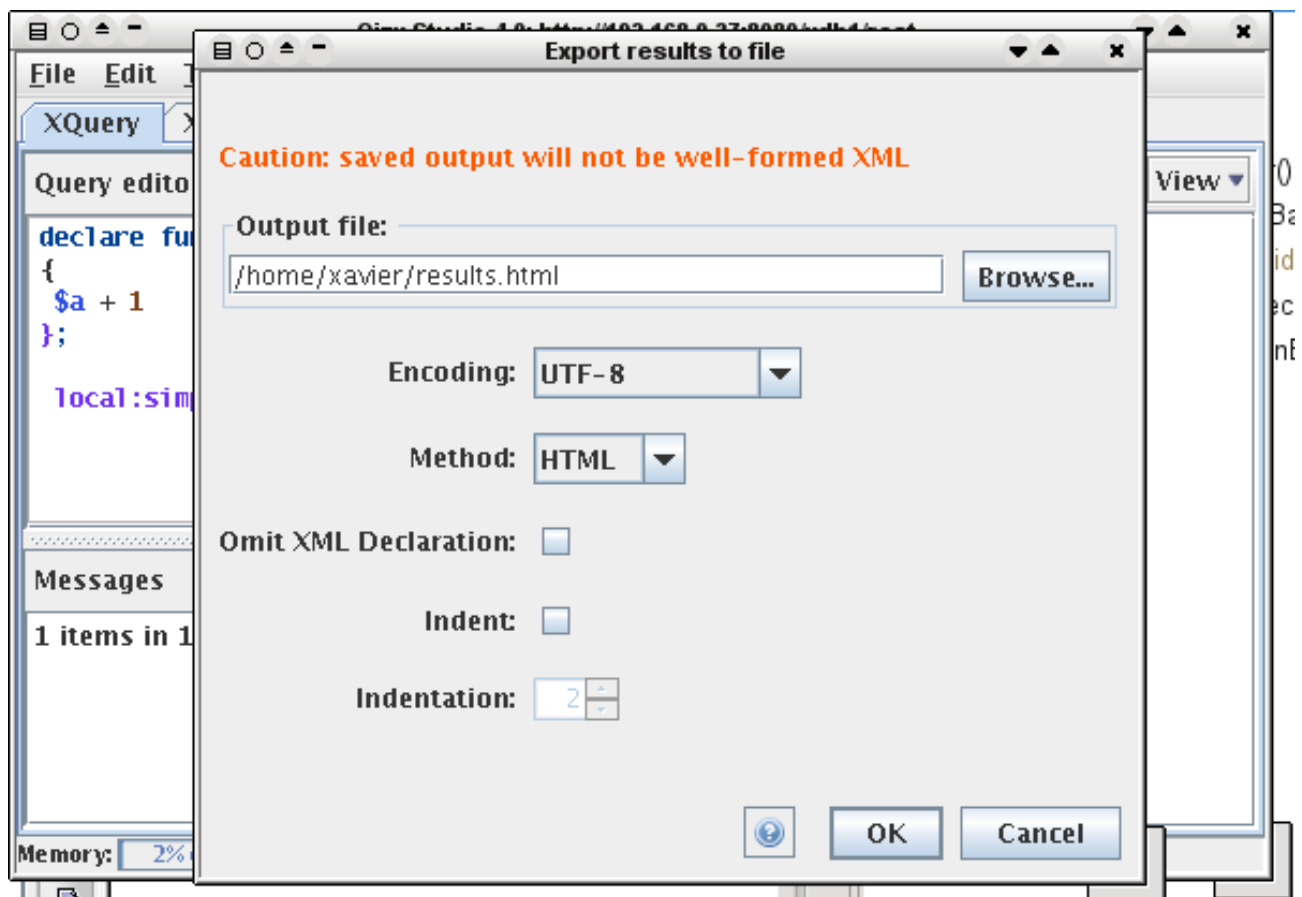 Export results to file
File Edit
XQuery
Caution: saved output will not be well-formed XML
Query edito
View
Output file:
declare fun
/home/xavier/results.html
Browse...
{
$a + 1
};
Encoding: UTF-8
local:sim
Method: HTML
Omit XML Declaration:
Messages
Indent:
1 items in 1
Indentation: 2
OK
Cancel
Memory: 2%